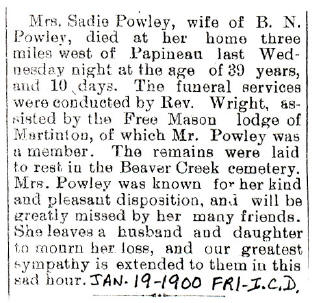 Mrs. Sadie Powley, wife of B. N.
Powley, died at her home three
miles west of Papineau last Wed-
nesday night at the age of 39 years,
and 10 days. The funeral services
were conducted by Rev. Wright, as-
sisted by the Free Mason lodge of
Martinton, of which Mr. Powley was
a member. The remains were laid
to rest in the Beaver Creek cemetery.
Mrs. Powley was known for her kind
and pleasant disposition, and will be
greatly missed by her many friends.
She leaves a husband and daughter
to mourn her loss, and our greatest
sympathy is extended to them in this
sad hour. JAN-19-1900 FRI-I.C.D.